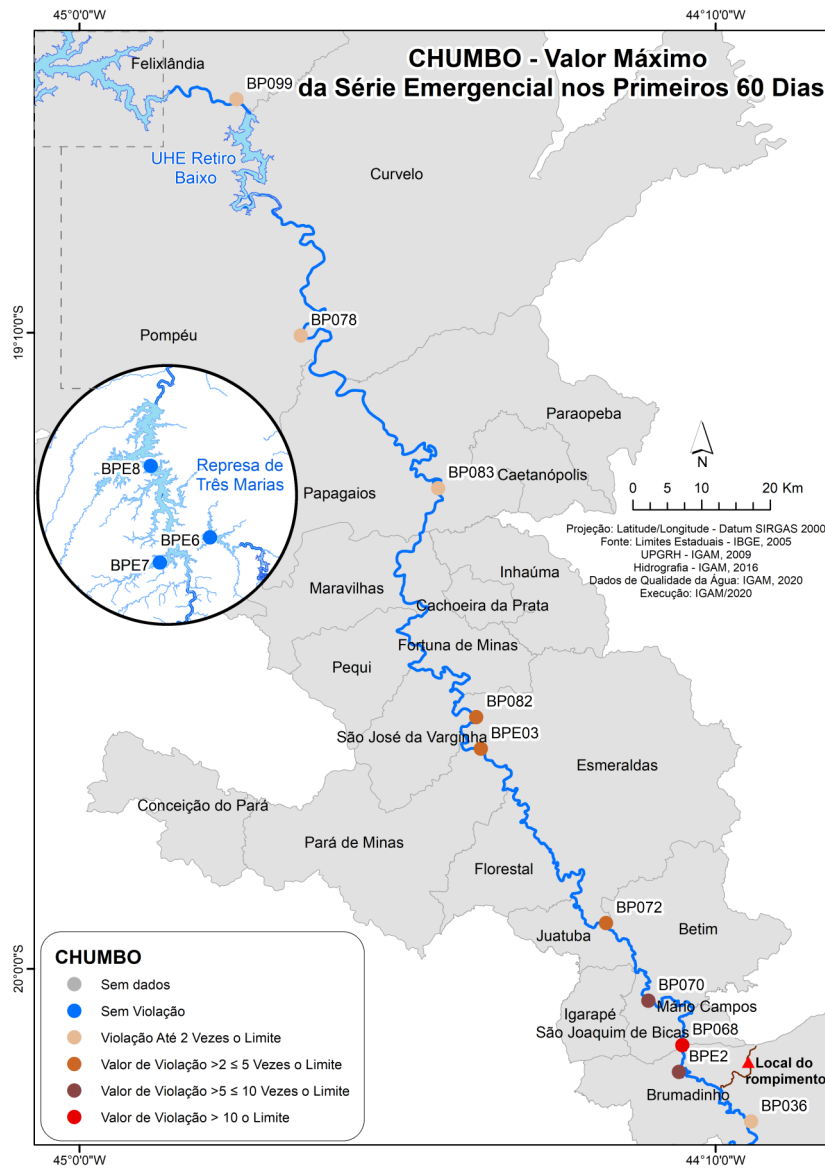 45°0'0"W
44°10'0"W
CHUMBO - Valor Máximo
da Série Emergencial nos Primeiros 60 Dias
Felixlândia
BP099
UHE Retiro
Baixo
Curvelo
19°10'0"S
BP078
Pompéu
Paraopeba
BP083
Caetanópolis
Papagaios
BPE8
Represa de
Três Marias
BPE6
BPE7
N
0 5 10 20 Km
Projeção: Latitude/Longitude - Datum SIRGAS 2000
Fonte: Limites Estaduais - IBGE, 2005
UPGRH - IGAM, 2009
Hidrografia - IGAM, 2016
Dados de Qualidade da Água: IGAM, 2020
Execução: IGAM/2020
Inhaúma
Maravilhas
Cachoeira da Prata
Fortuna de Minas
Pequi
BP082
São José da Varginha
BPE03
Esmeraldas
Conceição do Pará
Pará de Minas
Florestal
BP072
Juatuba
Betim
20°0'0"S
BP070
Igarapé
Mário Campos
São Joaquim de Bicas
BP068
BPE2
Local do
rompimento
Brumadinho
BP036
CHUMBO
Sem dados
Sem Violação
Violação Até 2 Vezes o Limite
Valor de Violação >2 ≤ 5 Vezes o Limite
Valor de Violação >5 ≤ 10 Vezes o Limite
Valor de Violação > 10 o Limite
45°0'0"W
44°10'0"W